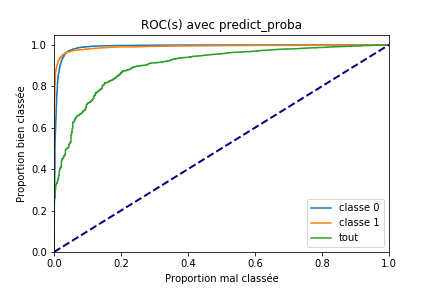 ROC(s) avec predict_proba
Proportion bien classée
1.0
0.8
0.6
0.4
0.2
0.0
0.0 0.2 0.4 0.6 0.8 1.0
Proportion mal classée
classe 0
classe 1
tout